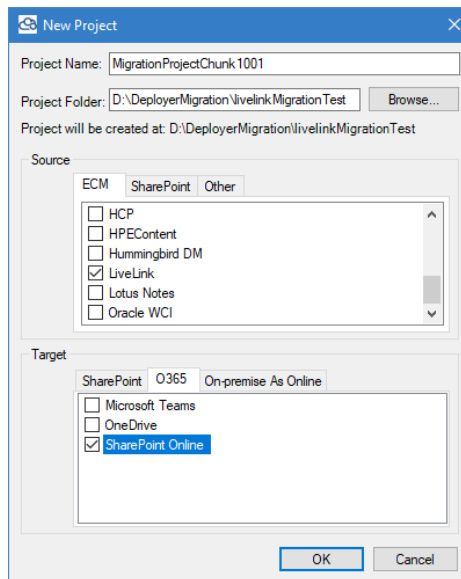 New Project
Project Name: MigrationProjectChunk1001
Project Folder: D:\DeployerMigration\livelinkMigrationTest Browse...
Project will be created at: D:\DeployerMigration\livelinkMigrationTest
Source
ECM SharePoint Other
HCP
HPEContent
Hummingbird DM
LiveLink
Lotus Notes
Oracle WCI
Target
SharePoint O365 On-premise As Online
Microsoft Teams
OneDrive
SharePoint Online
OK Cancel